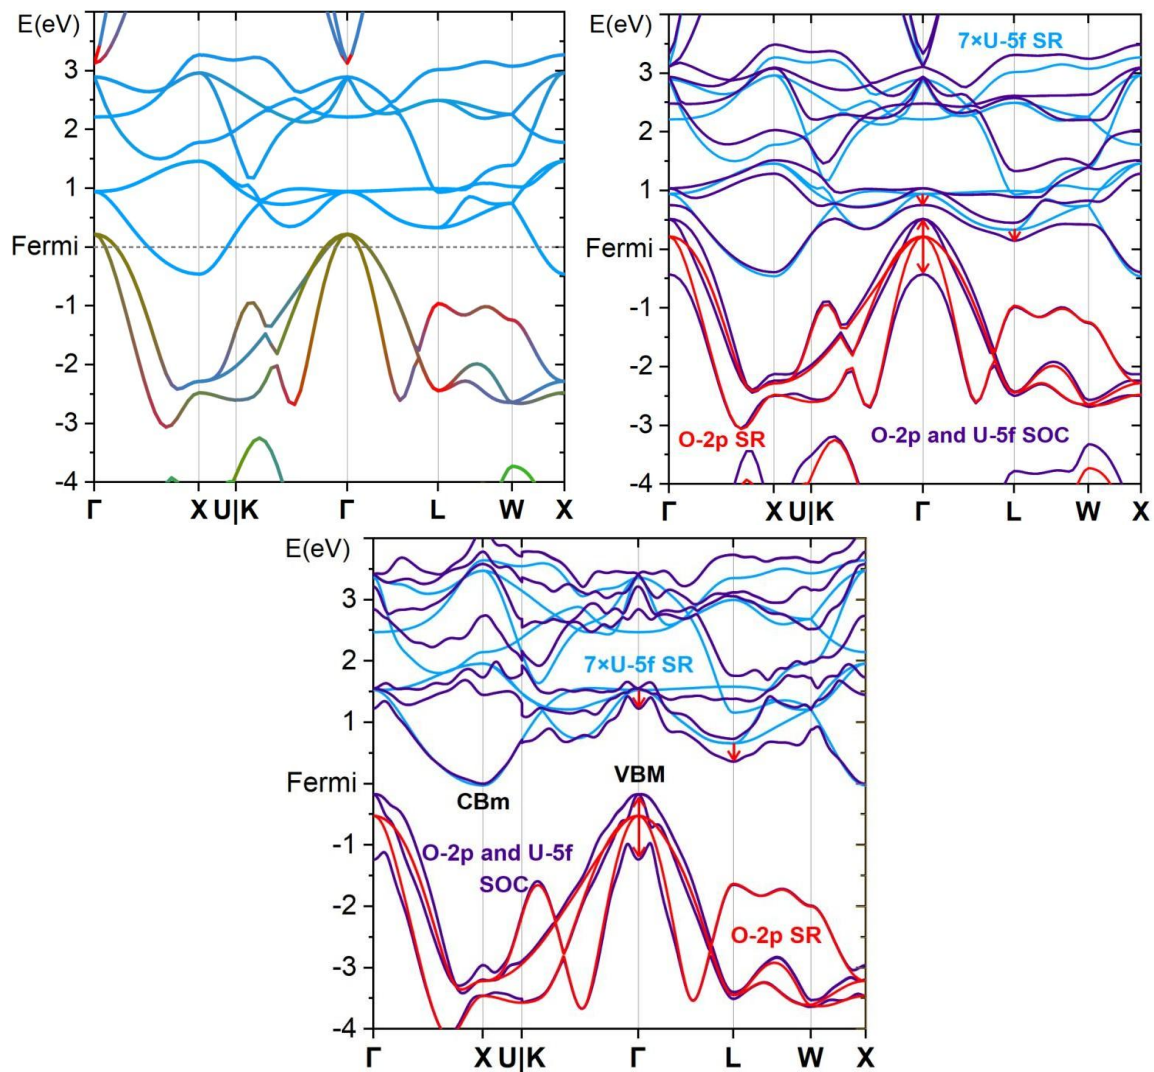 E(eV)
3
2
1
Fermi
-1
-2
-3
-4
Γ X U|K Γ L W X
E(eV)
7×U-5f SR
3
2
1
Fermi
-1
-2
-3
-4
O-2p SR
O-2p and U-5f SOC
Γ X U|K Γ L W X
E(eV)
3
2
1
Fermi
-1
-2
-3
-4
7×U-5f SR
CBm
VBM
O-2p and U-5f
SOC
O-2p SR
Γ X U|K Γ L W X